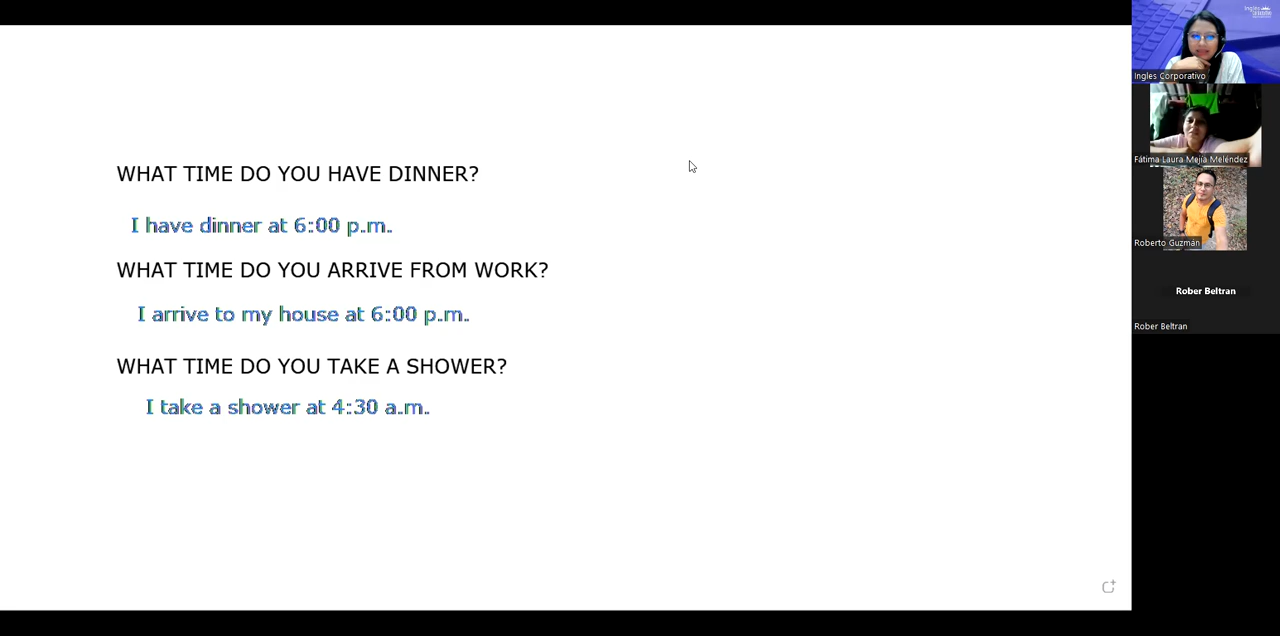 WHAT TIME DO YOU HAVE DINNER?
I have dinner at 6:00 p.m.
WHAT TIME DO YOU ARRIVE FROM WORK?
I arrive to my house at 6:00 p.m.
WHAT TIME DO YOU TAKE A SHOWER?
I take a shower at 4:30 a.m.
Ingles Corporativo
Fátima Laura Mejía Meléndez
Roberto Guzmán
Rober Beltran
Rober Beltran